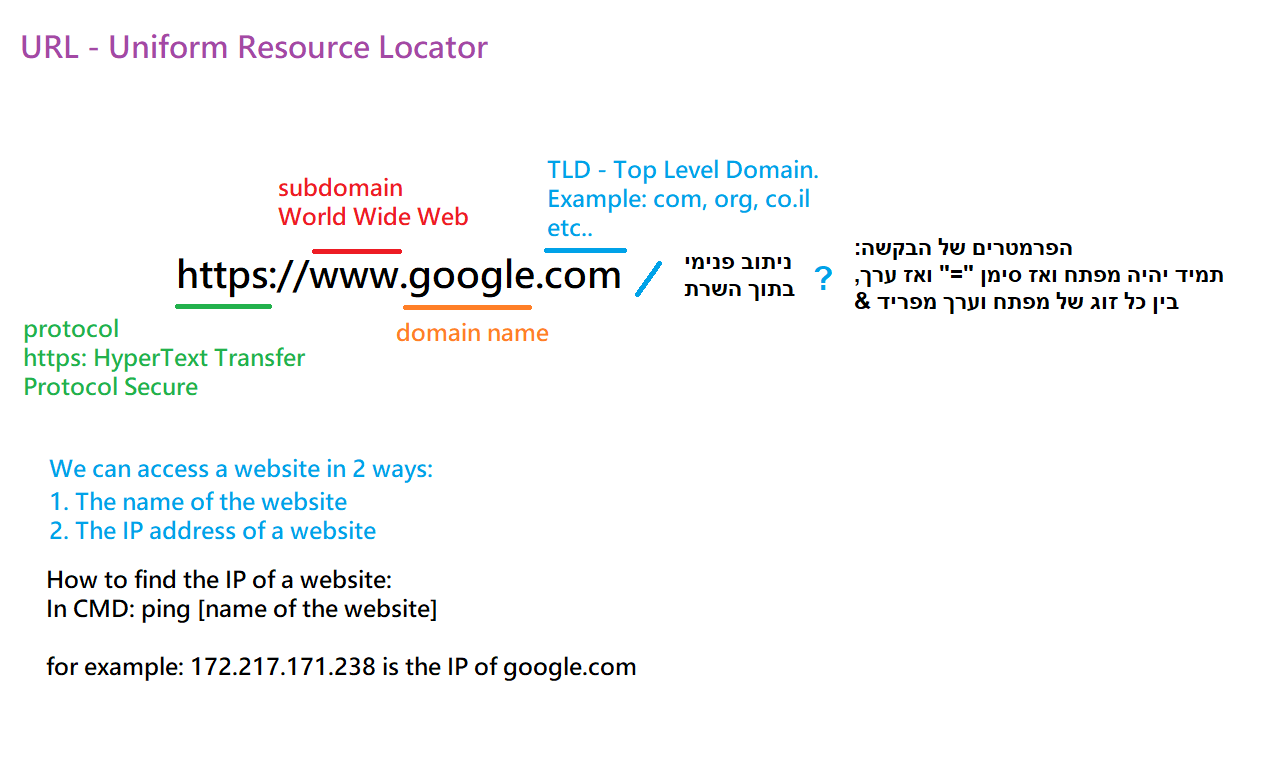 URL - Uniform Resource Locator
TLD - Top Level Domain.
Example: com, org, co.il
etc..
subdomain
World Wide Web
https://www.google.com
/
ניתוב פנימי
בתוך השרת
?
הפרמטרים של הבקשה:
תמיד יהיה מפתח ואז סימן "=" ואז ערך,
בין כל זוג של מפתח וערך מפריד &
protocol
https: HyperText Transfer
Protocol Secure
domain name
We can access a website in 2 ways:
1. The name of the website
2. The IP address of a website
How to find the IP of a website:
In CMD: ping [name of the website]
for example: 172.217.171.238 is the IP of google.com